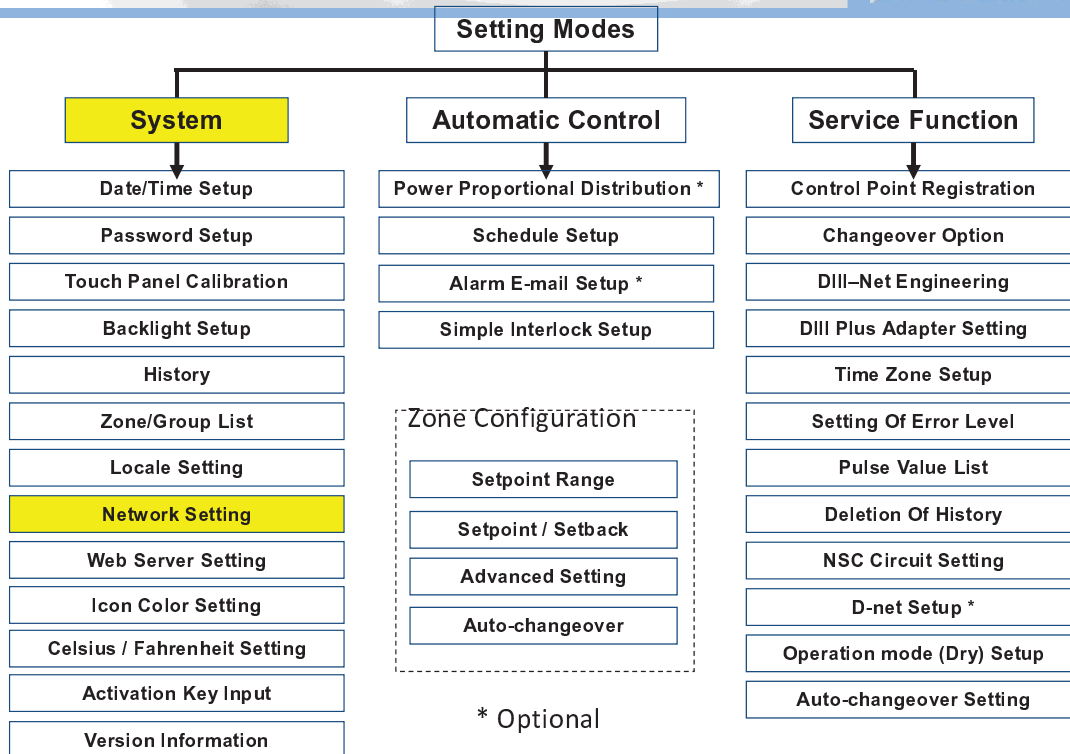 Setting Modes
System
Date/Time Setup
Password Setup
Touch Panel Calibration
Backlight Setup
History
Zone/Group List
Locale Setting
Network Setting
Web Server Setting
Icon Color Setting
Celsius / Fahrenheit Setting
Activation Key Input
Version Information
Automatic Control
Power Proportional Distribution *
Schedule Setup
Alarm E-mail Setup *
Simple Interlock Setup
Zone Configuration
Setpoint Range
Setpoint / Setback
Advanced Setting
Auto-changeover
* Optional
Service Function
Control Point Registration
Changeover Option
DIII–Net Engineering
DIII Plus Adapter Setting
Time Zone Setup
Setting Of Error Level
Pulse Value List
Deletion Of History
NSC Circuit Setting
D-net Setup *
Operation mode (Dry) Setup
Auto-changeover Setting